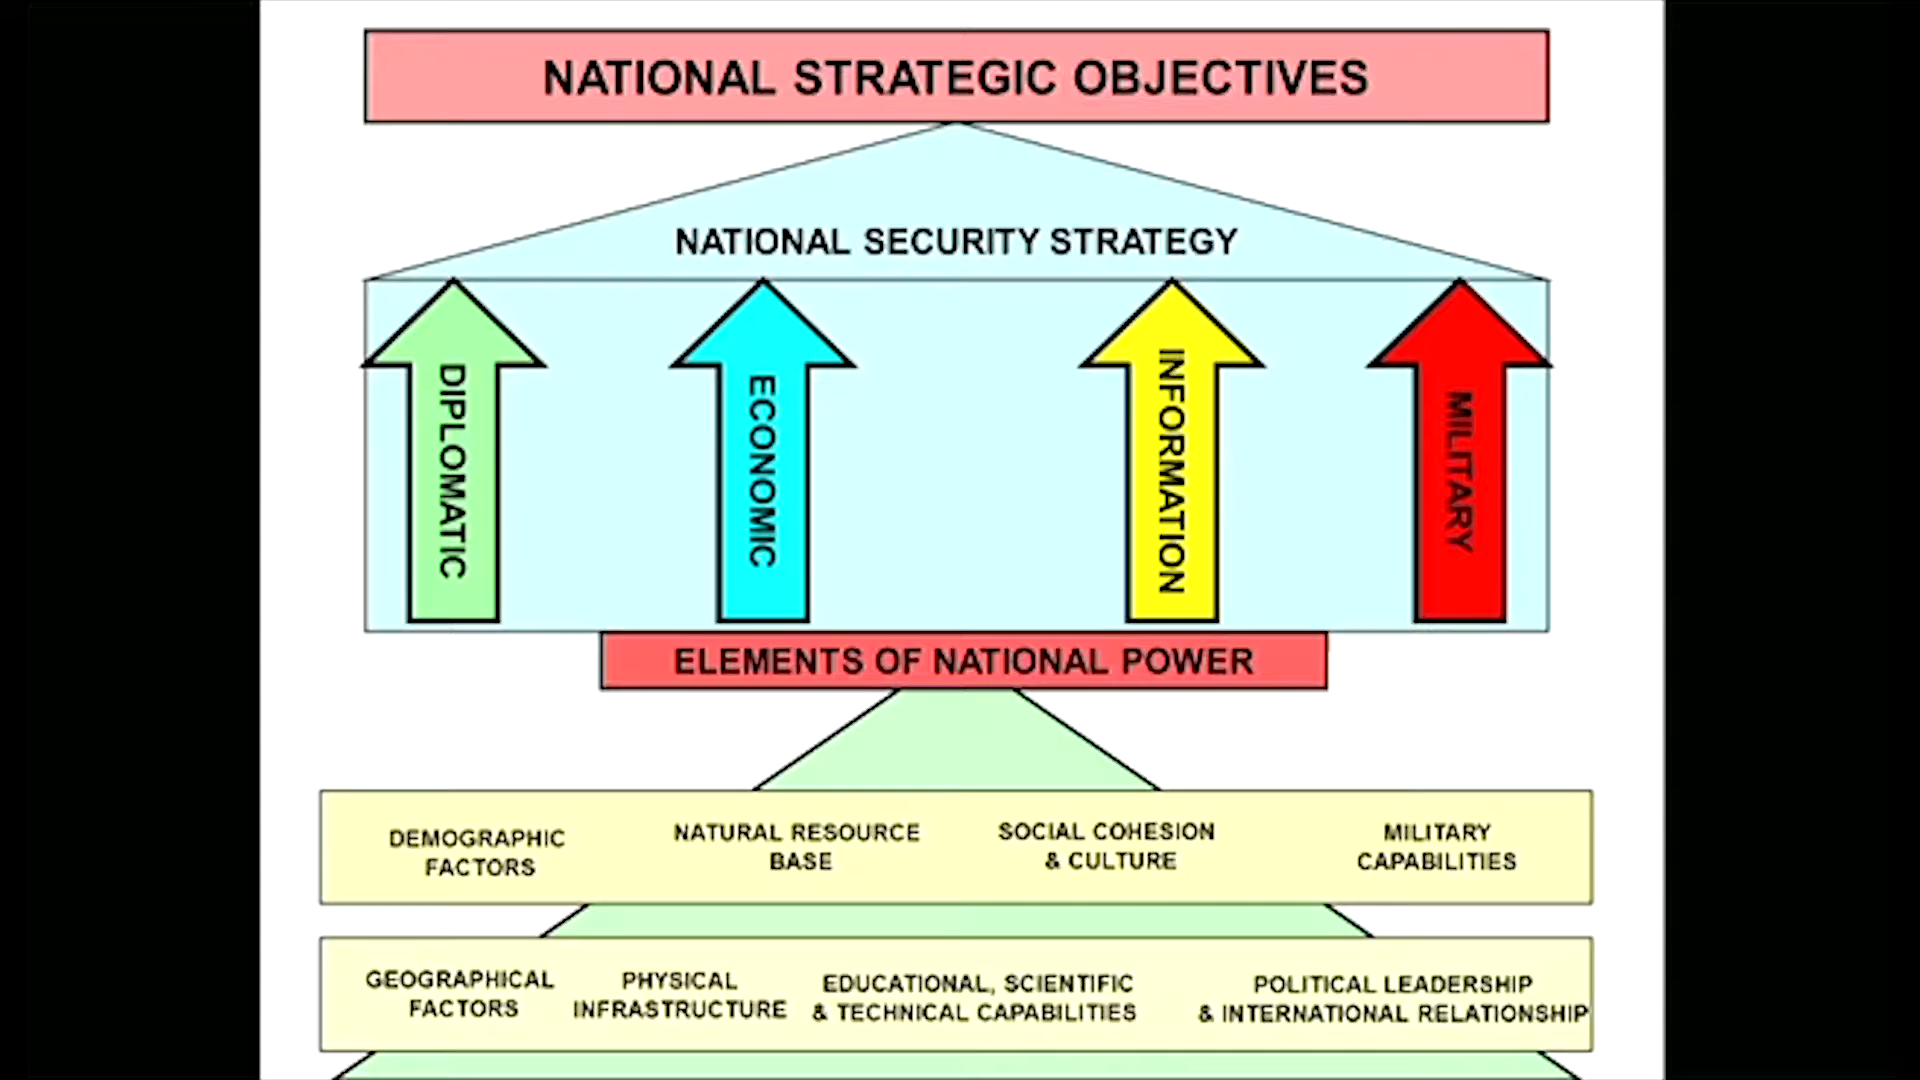 NATIONAL STRATEGIC OBJECTIVES
NATIONAL SECURITY STRATEGY
DIPLOMATIC
ECONOMIC
INFORMATION
MILITARY
ELEMENTS OF NATIONAL POWER
DEMOGRAPHIC
FACTORS
NATURAL RESOURCE
BASE
SOCIAL COHESION
& CULTURE
MILITARY
CAPABILITIES
GEOGRAPHICAL
FACTORS
PHYSICAL
INFRASTRUCTURE
EDUCATIONAL, SCIENTIFIC
& TECHNICAL CAPABILITIES
POLITICAL LEADERSHIP
& INTERNATIONAL RELATIONSHIP